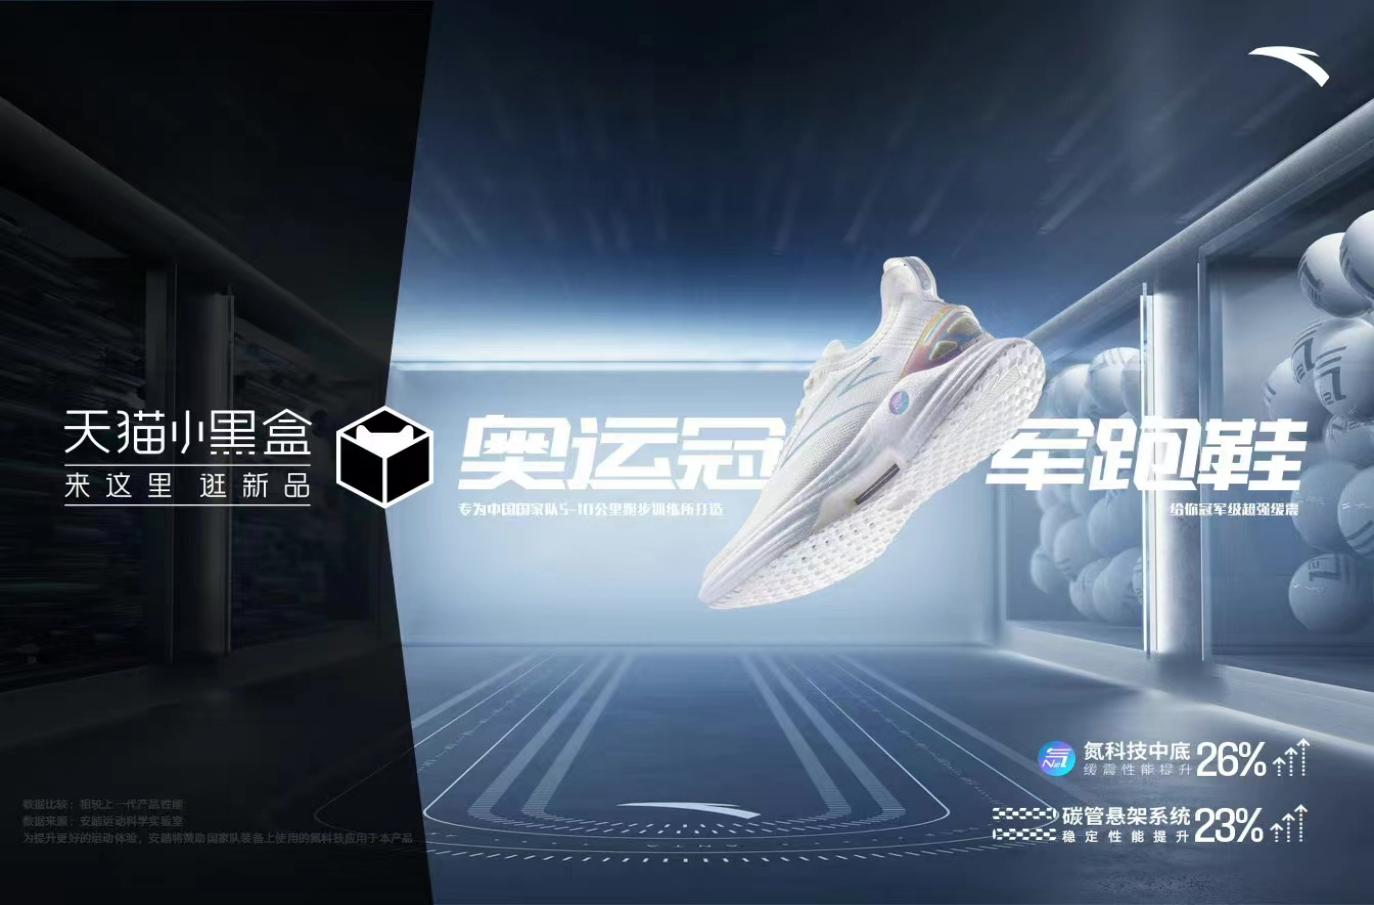 天猫小黑盒
来这里 逛新品
奥运冠军跑鞋
专为中国国家队5-10公里跑步训练所打造
给你冠军级超强缓震
氮科技中底
缓震性能提升
26%
碳管悬架系统
稳定性能提升
23%
数据比较：相较上一代产品性能
数据来源：安踏运动科学实验室
为提升更好的运动体验，安踏将赞助国家队装备上使用的氮科技应用于本产品
ANTA